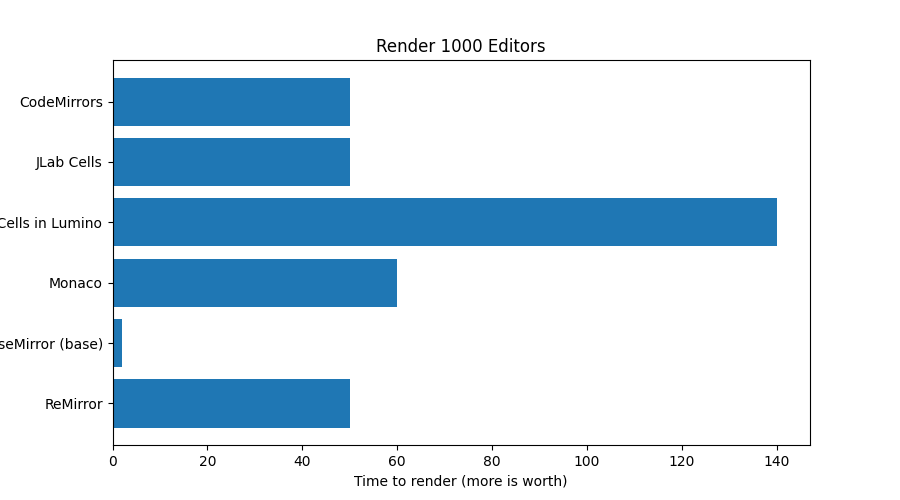 Render 1000 Editors
CodeMirrors
JLab Cells
Cells in Lumino
Monaco
seMirror (base)
ReMirror
0 20 40 60 80 100 120 140
Time to render (more is worth)